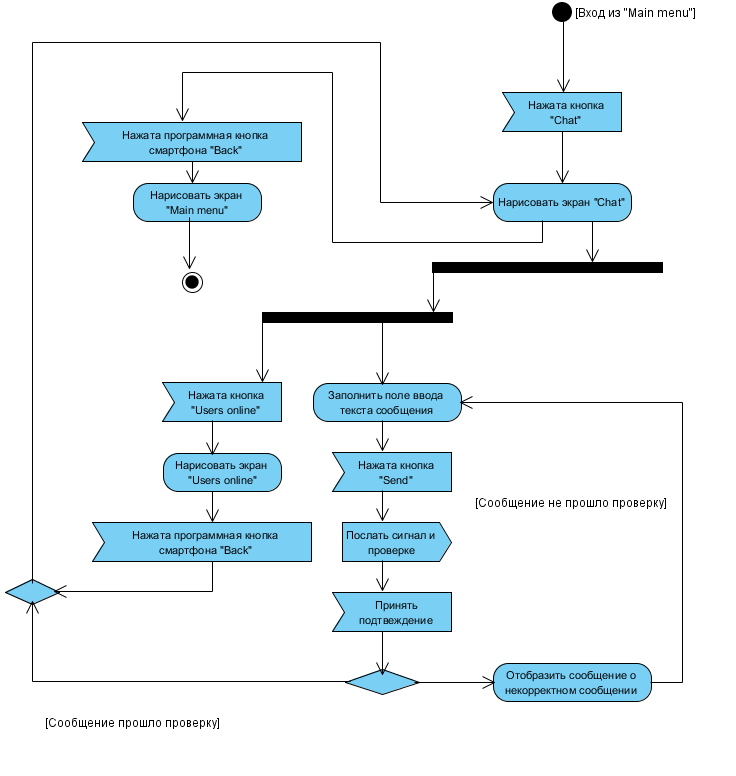 [Вход из "Main menu"]
Нажата кнопка
"Chat"
Нажата программная кнопка
смартфона "Back"
Нарисовать экран
"Main menu"
Нарисовать экран "Chat"
Нажата кнопка
"Users online"
Заполнить поле ввода
текста сообщения
Нарисовать экран
"Users online"
Нажата кнопка
"Send"
[Сообщение не прошло проверку]
Нажата программная кнопка
смартфона "Back"
Послать сигнал и
проверке
Принять
подтвеждение
Отобразить сообщение о
некорректном сообщении
[Сообщение прошло проверку]